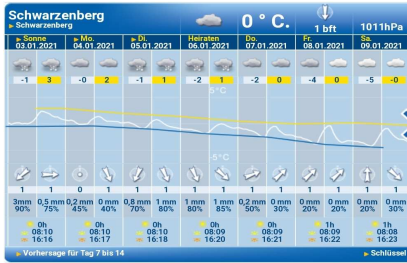 Schwarzenberg
▸ Schwarzenberg
0 ° C.
1 bft
1011hPa
▸ Sonne ▸ Mo. ▸ Di. Heiraten Do. Fr. Sa.
03.01.2021 04.01.2021 05.01.2021 06.01.2021 07.01.2021 08.01.2021 09.01.2021
-1 3 -0 2 -1 1 -2 1 -2 0 -4 0 -5 -0
5°C
-5°C
1 1 0 1 1 1 1 1 1 1 1 1 1 1
3mm 0,5 mm 0,2 mm 0 mm 0,8 mm 1 mm 1 mm 1 mm 0,2 mm 0 mm 0 mm 0 mm 0 mm 0 mm
90% 75% 45% 40% 70% 80% 80% 85% 50% 30% 20% 20% 20% 30%
0h 0h 0h 0h 0h 1h 1h
08:10 08:10 08:10 08:09 08:09 08:09 08:08
16:16 16:17 16:18 16:20 16:21 16:22 16:23
▸ Vorhersage für Tag 7 bis 14
▸ Schlüssel